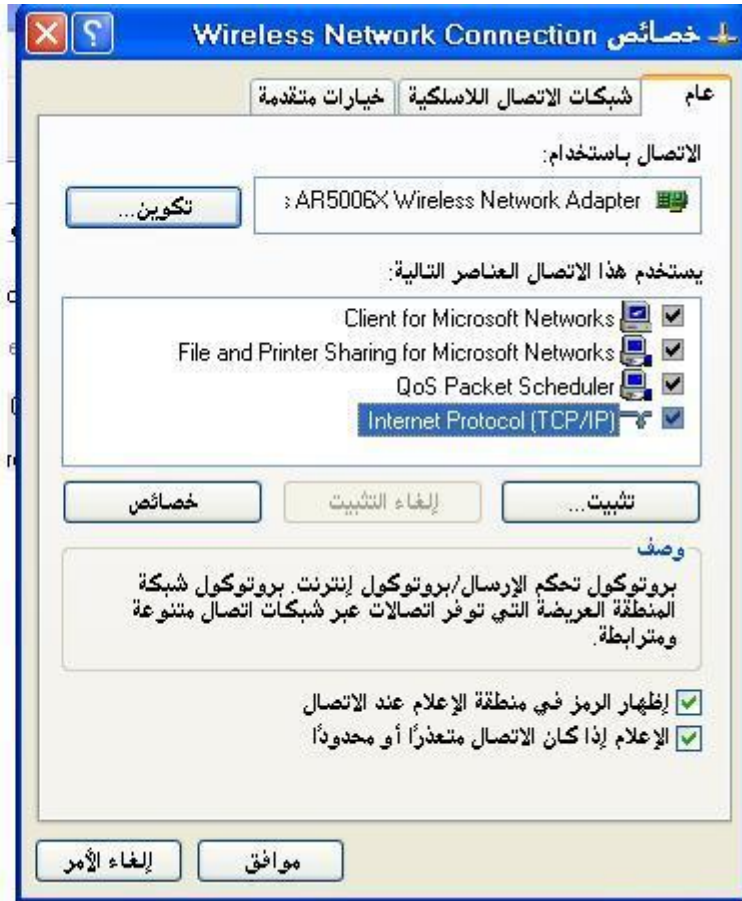 خصائص Wireless Network Connection
عام
شبكات الاتصال اللاسلكية
خيارات متقدمة
الاتصال باستخدام:
AR5006X Wireless Network Adapter
تكوين...
يستخدم هذا الاتصال العناصر التالية:
Client for Microsoft Networks
File and Printer Sharing for Microsoft Networks
QoS Packet Scheduler
Internet Protocol (TCP/IP)
تثبيت...
إلغاء التثبيت
خصائص
وصف
بروتوكول تحكم الإرسال/بروتوكول إنترنت. بروتوكول شبكة
المنطقة العريضة التي توفر اتصالات عبر شبكات اتصال متنوعة
ومترابطة.
إظهار الرمز في منطقة الإعلام عند الاتصال
الإعلام إذا كان الاتصال متعذرًا أو محدودًا
موافق
إلغاء الأمر